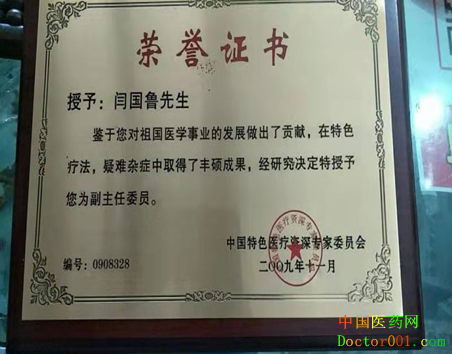 荣誉证书
授予：闫国鲁先生
鉴于您对祖国医学事业的发展做出了贡献，在特色
疗法，疑难杂症中取得了丰硕成果，经研究决定特授予
您为副主任委员。
中国特色医疗资深专家委员会
编号：0908328
二〇〇九年十一月
中国医药网
Doctor001.com